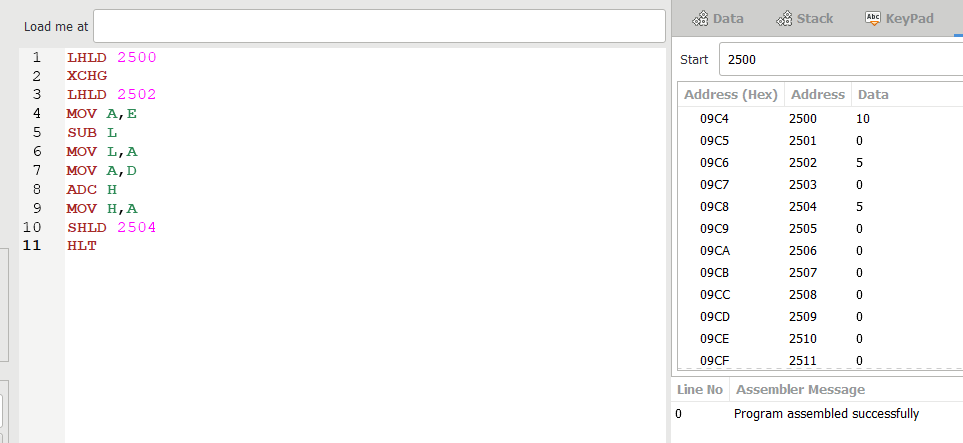 Load me at
1 LHLD 2500
2 XCHG
3 LHLD 2502
4 MOV A,E
5 SUB L
6 MOV L,A
7 MOV A,D
8 ADC H
9 MOV H,A
10 SHLD 2504
11 HLT
Data Stack Abc KeyPad
Start 2500
Address (Hex) Address Data
09C4 2500 10
09C5 2501 0
09C6 2502 5
09C7 2503 0
09C8 2504 5
09C9 2505 0
09CA 2506 0
09CB 2507 0
09CC 2508 0
09CD 2509 0
09CE 2510 0
09CF 2511 0
Line No Assembler Message
0 Program assembled successfully